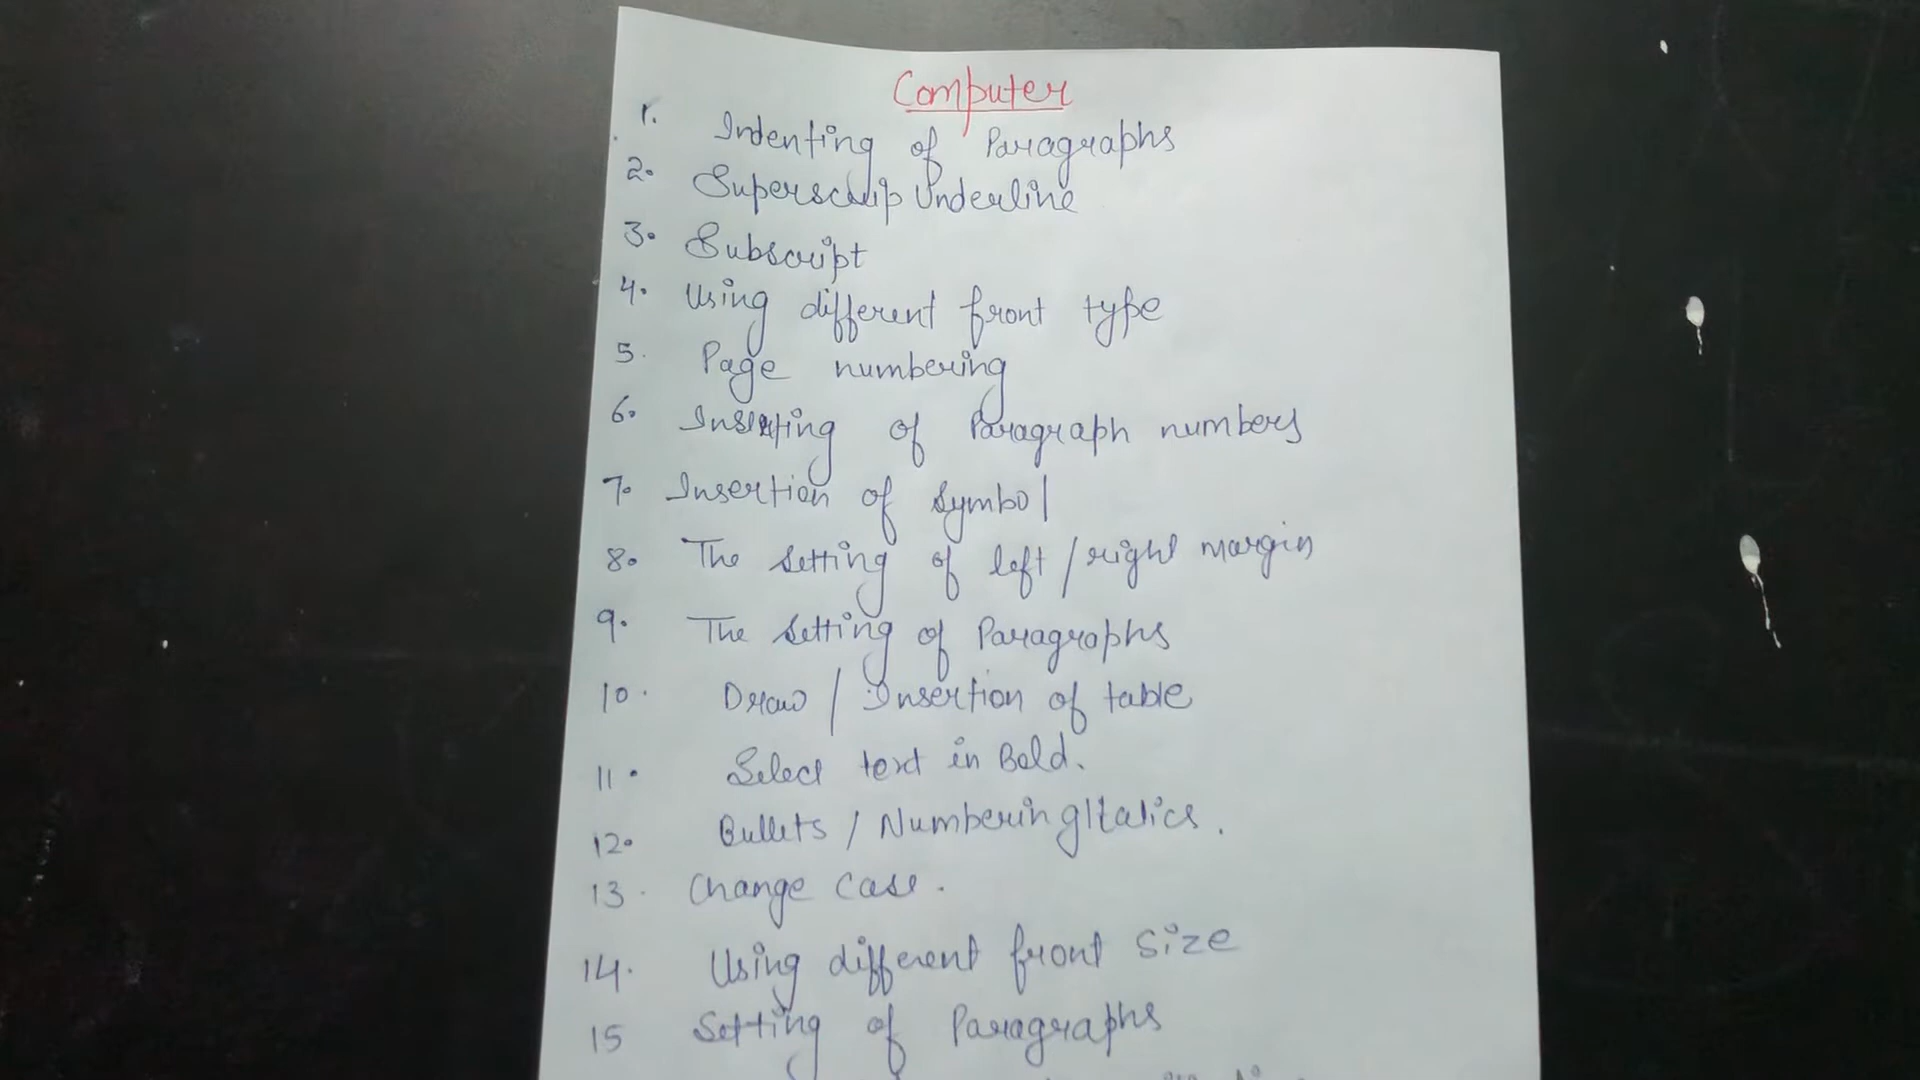 Computer
1. Indenting of Paragraphs
2. Superscrip Underline
3. Subscript
4. Using different front type
5. Page numbering
6. Inserting of Paragraph numbers
7. Insertion of Symbol
8. The setting of left / right margin
9. The setting of Paragraphs
10. Draw / Insertion of table
11. Select text in Bold.
12. Bullets / Numbering/Italics.
13. Change Case.
14. Using different front size
15 Setting of Paragraphs